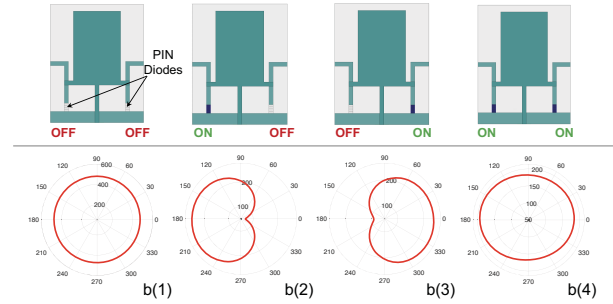 PIN
Diodes
OFF OFF ON OFF OFF ON ON ON
90 600 120 60 400 150 30 200 180 0 210 330 240 300 270
90 120 60 200 150 30 100 180 0 210 330 240 300 270
90 120 60 200 150 30 100 180 0 210 330 240 300 270
90 200 120 60 150 150 100 30 180 50 0 210 330 240 300 270
b(1) b(2) b(3) b(4)